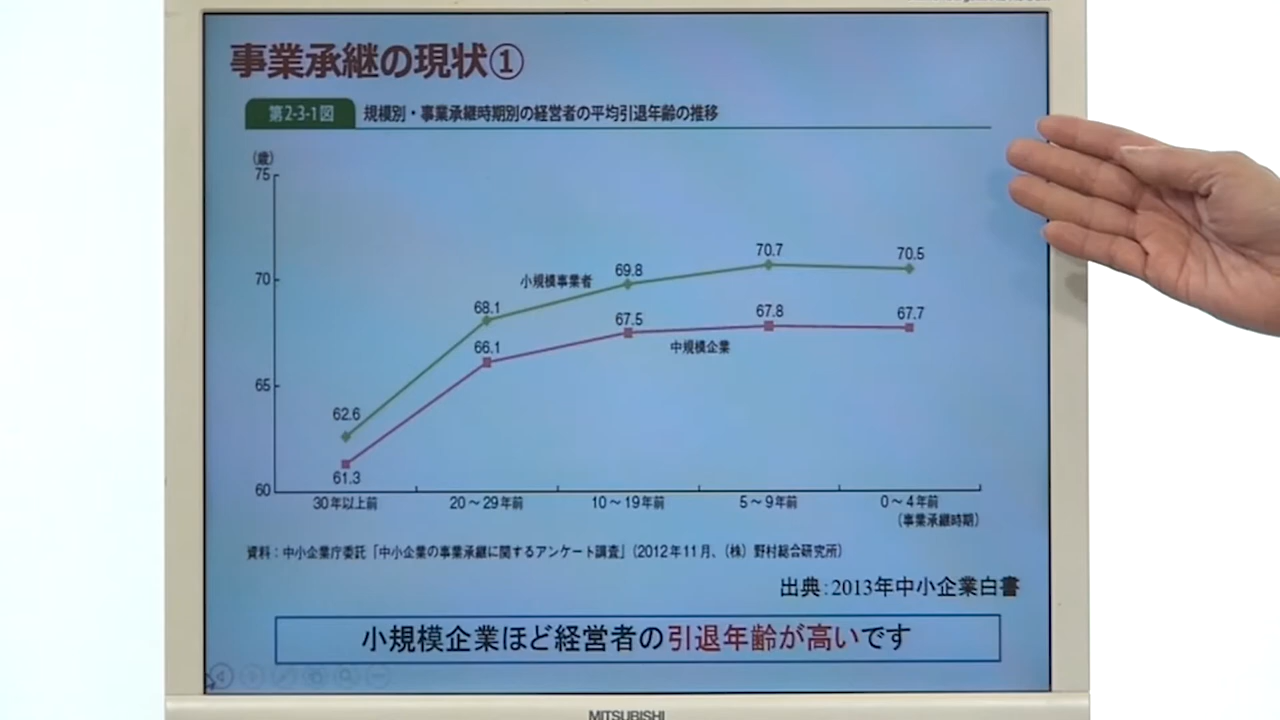 事業承継の現状①
第2-3-1図 規模別・事業承継時期別の経営者の平均引退年齢の推移
(歳)
75
70
65
60
小規模事業者
62.6
68.1
69.8
70.7
70.5
中規模企業
61.3
66.1
67.5
67.8
67.7
30年以上前 20～29年前 10～19年前 5～9年前 0～4年前
(事業承継時期)
資料：中小企業庁委託「中小企業の事業承継に関するアンケート調査」(2012年11月、(株)野村総合研究所)
出典：2013年中小企業白書
小規模企業ほど経営者の引退年齢が高いです
MITSUBISHI